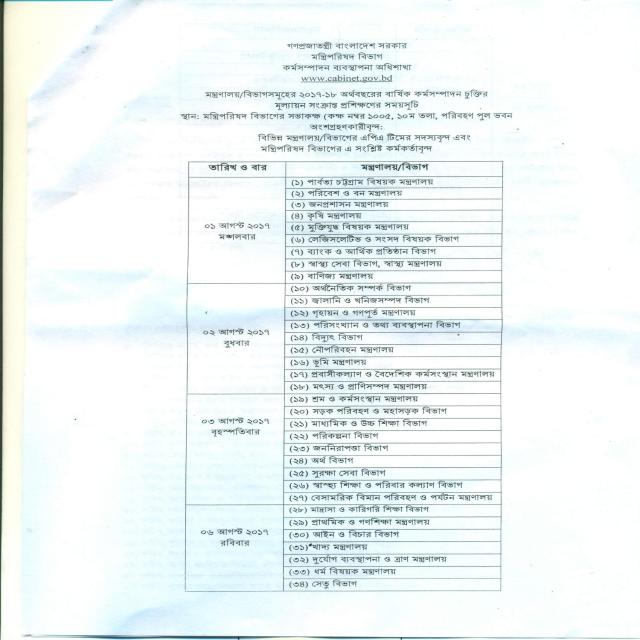 গণপ্রজাতন্ত্রী বাংলাদেশ সরকার
মন্ত্রিপরিষদ বিভাগ
কর্মসম্পাদন ব্যবস্থাপনা অধিশাখা
www.cabinet.gov.bd
মন্ত্রণালয়/বিভাগসমূহের ২০১৭-১৮ অর্থবছরের বার্ষিক কর্মসম্পাদন চুক্তির
মূল্যায়ন সংক্রান্ত প্রশিক্ষণের সময়সূচি
স্থান: মন্ত্রিপরিষদ বিভাগের সভাকক্ষ (কক্ষ নম্বর ১০০৫, ১০ম তলা, পরিবহণ পুল ভবন
অংশগ্রহণকারীবৃন্দ:
বিভিন্ন মন্ত্রণালয়/বিভাগের এপিএ টিমের সদস্যবৃন্দ এবং
মন্ত্রিপরিষদ বিভাগের এ সংশ্লিষ্ট কর্মকর্তাবৃন্দ
তারিখ ও বার মন্ত্রণালয়/বিভাগ
০১ আগস্ট ২০১৭
মঙ্গলবার
(১) পার্বত্য চট্টগ্রাম বিষয়ক মন্ত্রণালয়
(২) পরিবেশ ও বন মন্ত্রণালয়
(৩) জনপ্রশাসন মন্ত্রণালয়
(৪) কৃষি মন্ত্রণালয়
(৫) মুক্তিযুদ্ধ বিষয়ক মন্ত্রণালয়
(৬) লেজিসলেটিভ ও সংসদ বিষয়ক বিভাগ
(৭) ব্যাংক ও আর্থিক প্রতিষ্ঠান বিভাগ
(৮) স্বাস্থ্য সেবা বিভাগ, স্বাস্থ্য মন্ত্রণালয়
(৯) বাণিজ্য মন্ত্রণালয়
০২ আগস্ট ২০১৭
বুধবার
(১০) অর্থনৈতিক সম্পর্ক বিভাগ
(১১) জ্বালানি ও খনিজসম্পদ বিভাগ
(১২) গৃহায়ন ও গণপূর্ত মন্ত্রণালয়
(১৩) পরিসংখ্যান ও তথ্য ব্যবস্থাপনা বিভাগ
(১৪) বিদ্যুৎ বিভাগ
(১৫) নৌপরিবহন মন্ত্রণালয়
(১৬) ভূমি মন্ত্রণালয়
(১৭) প্রবাসীকল্যাণ ও বৈদেশিক কর্মসংস্থান মন্ত্রণালয়
(১৮) মৎস্য ও প্রাণিসম্পদ মন্ত্রণালয়
০৩ আগস্ট ২০১৭
বৃহস্পতিবার
(১৯) শ্রম ও কর্মসংস্থান মন্ত্রণালয়
(২০) সড়ক পরিবহণ ও মহাসড়ক বিভাগ
(২১) মাধ্যমিক ও উচ্চ শিক্ষা বিভাগ
(২২) পরিকল্পনা বিভাগ
(২৩) জননিরাপত্তা বিভাগ
(২৪) অর্থ বিভাগ
(২৫) সুরক্ষা সেবা বিভাগ
(২৬) স্বাস্থ্য শিক্ষা ও পরিবার কল্যাণ বিভাগ
(২৭) বেসামরিক বিমান পরিবহণ ও পর্যটন মন্ত্রণালয়
০৬ আগস্ট ২০১৭
রবিবার
(২৮) মাদ্রাসা ও কারিগরি শিক্ষা বিভাগ
(২৯) প্রাথমিক ও গণশিক্ষা মন্ত্রণালয়
(৩০) আইন ও বিচার বিভাগ
(৩১) খাদ্য মন্ত্রণালয়
(৩২) দুর্যোগ ব্যবস্থাপনা ও ত্রাণ মন্ত্রণালয়
(৩৩) ধর্ম বিষয়ক মন্ত্রণালয়
(৩৪) সেতু বিভাগ